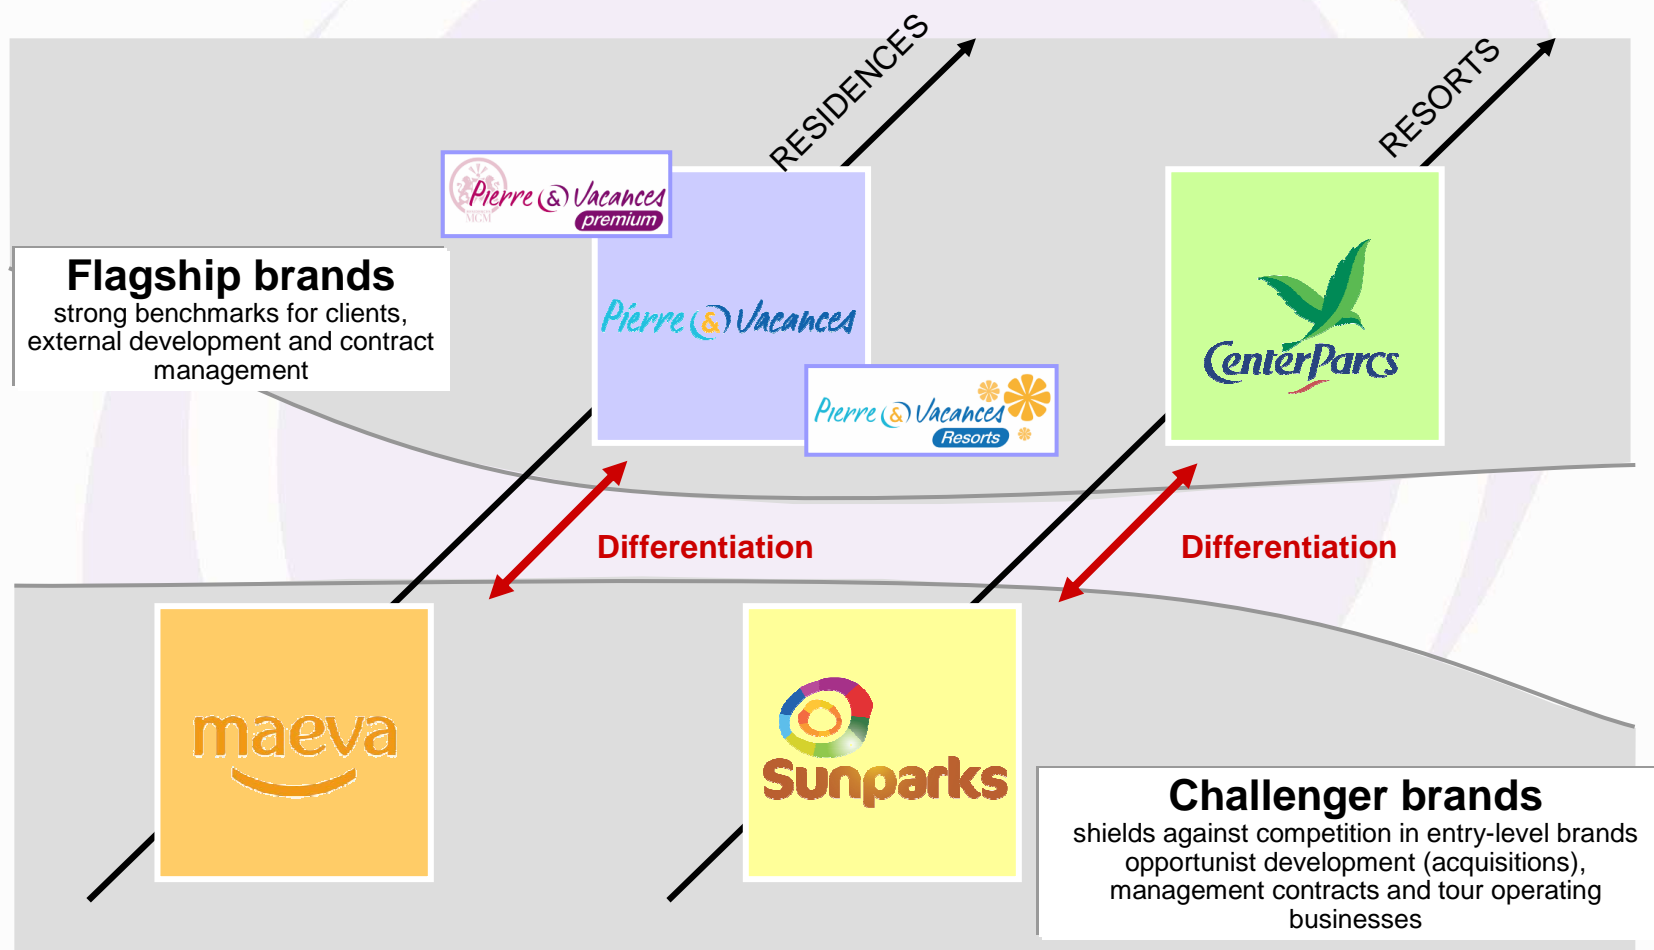 RESIDENCES
RESORTS
MGM
Pierre & Vacances
premium
Flagship brands
strong benchmarks for clients,
external development and contract
management
Pierre & Vacances
CenterParcs
Pierre & Vacances
Resorts
Differentiation
Differentiation
maeva
Sunparks
Challenger brands
shields against competition in entry-level brands
opportunist development (acquisitions),
management contracts and tour operating
businesses